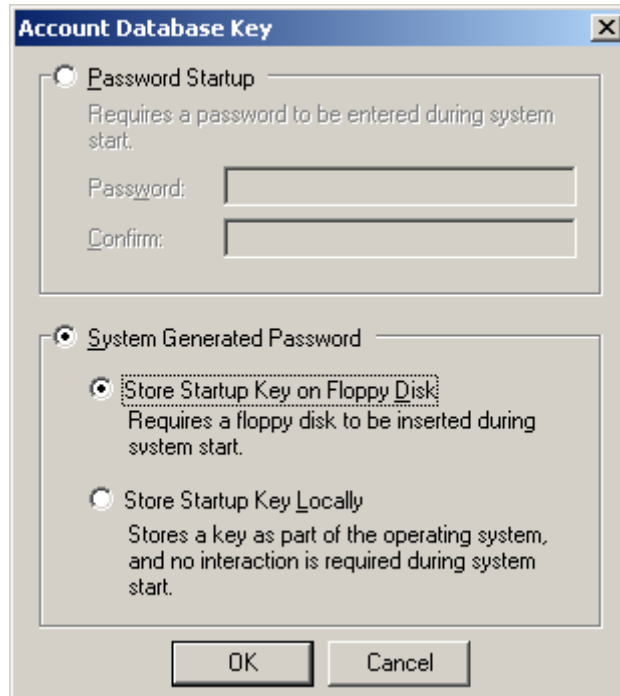 Account Database Key
Password Startup
Requires a password to be entered during system
start.
Password:
Confirm:
System Generated Password
Store Startup Key on Floppy Disk
Requires a floppy disk to be inserted during
system start.
Store Startup Key Locally
Stores a key as part of the operating system,
and no interaction is required during system
start.
OK
Cancel